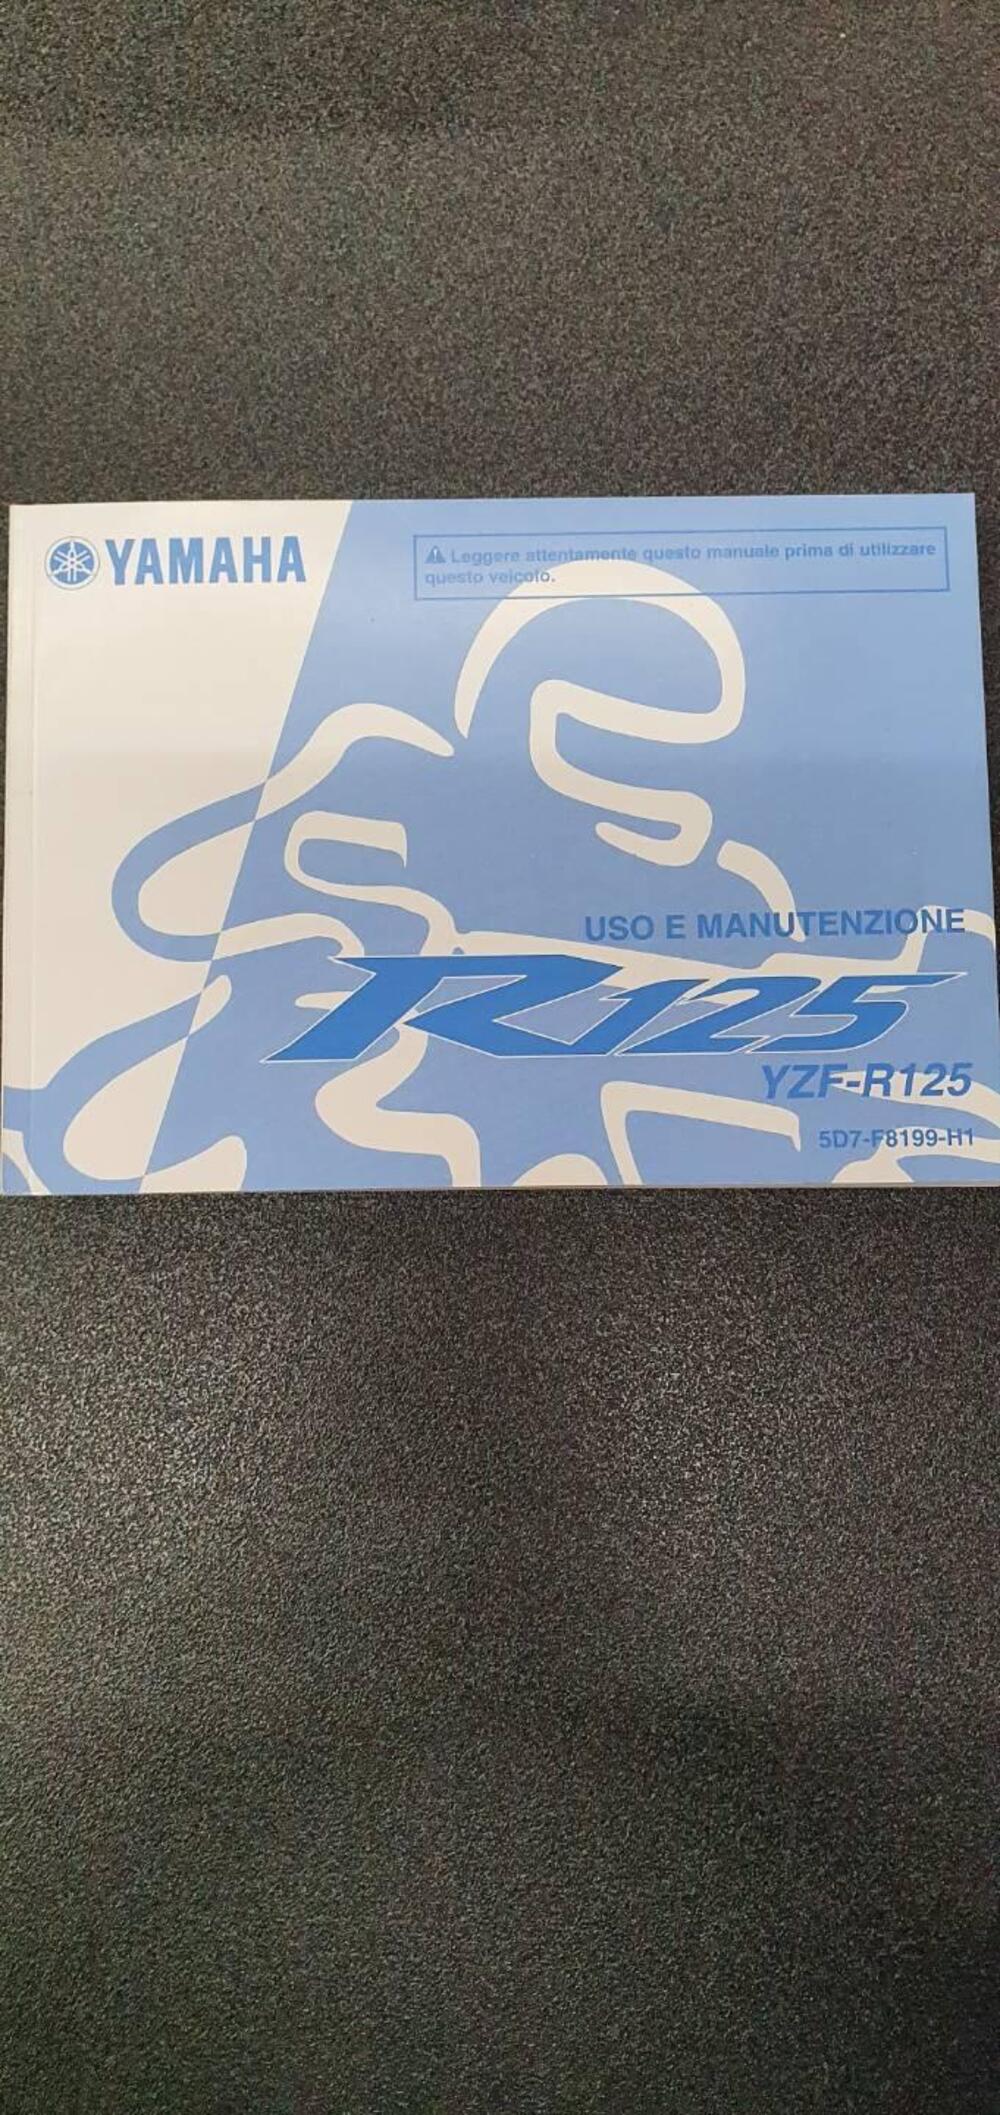 YAMAHA
Leggere attentamente questo manuale prima di utilizzare
questo veicolo.
USO E MANUTENZIONE
R125
YZF-R125
5D7-F8199-H1